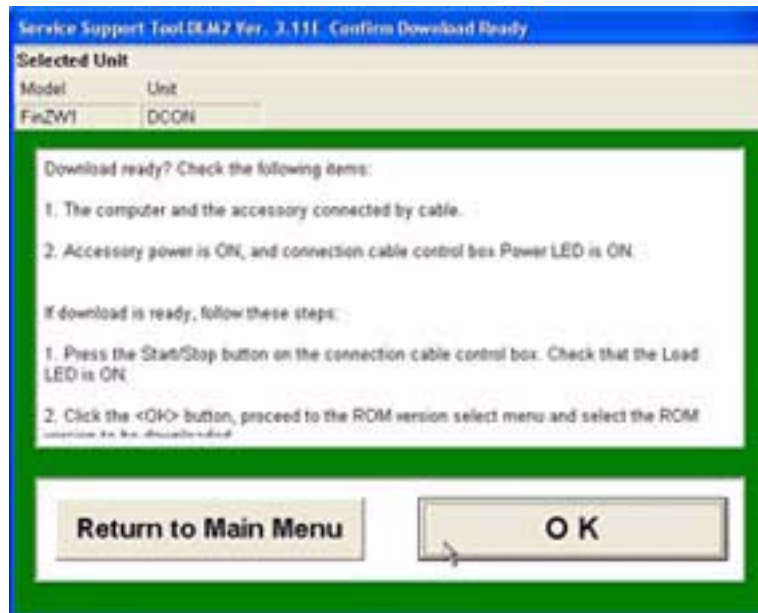 Service Support Tool DLM2 Ver. 3.11E Confirm Download Ready
Selected Unit
Model Unit
FinZW1 DCON
Download ready? Check the following items:
1. The computer and the accessory connected by cable.
2. Accessory power is ON, and connection cable control box Power LED is ON.
If download is ready, follow these steps:
1. Press the Start/Stop button on the connection cable control box. Check that the Load
LED is ON.
2. Click the <OK> button, proceed to the ROM version select menu and select the ROM
version to be downloaded
Return to Main Menu
O K